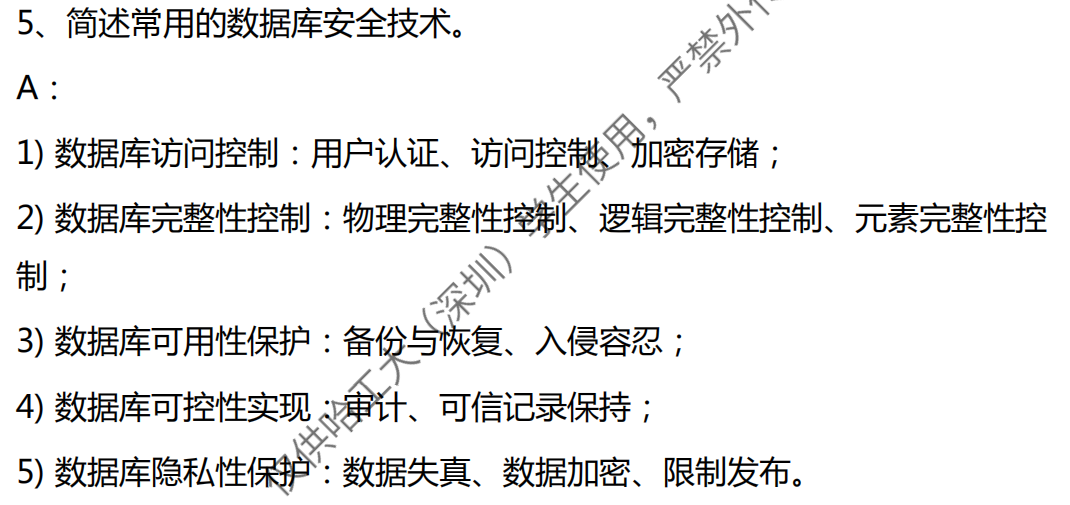 5、简述常用的数据库安全技术。
A：
1) 数据库访问控制：用户认证、访问控制、加密存储；
2) 数据库完整性控制：物理完整性控制、逻辑完整性控制、元素完整性控
制；
3) 数据库可用性保护：备份与恢复、入侵容忍；
4) 数据库可控性实现：审计、可信记录保持；
5) 数据库隐私性保护：数据失真、数据加密、限制发布。
仅供哈工大（深圳）学生使用，严禁外